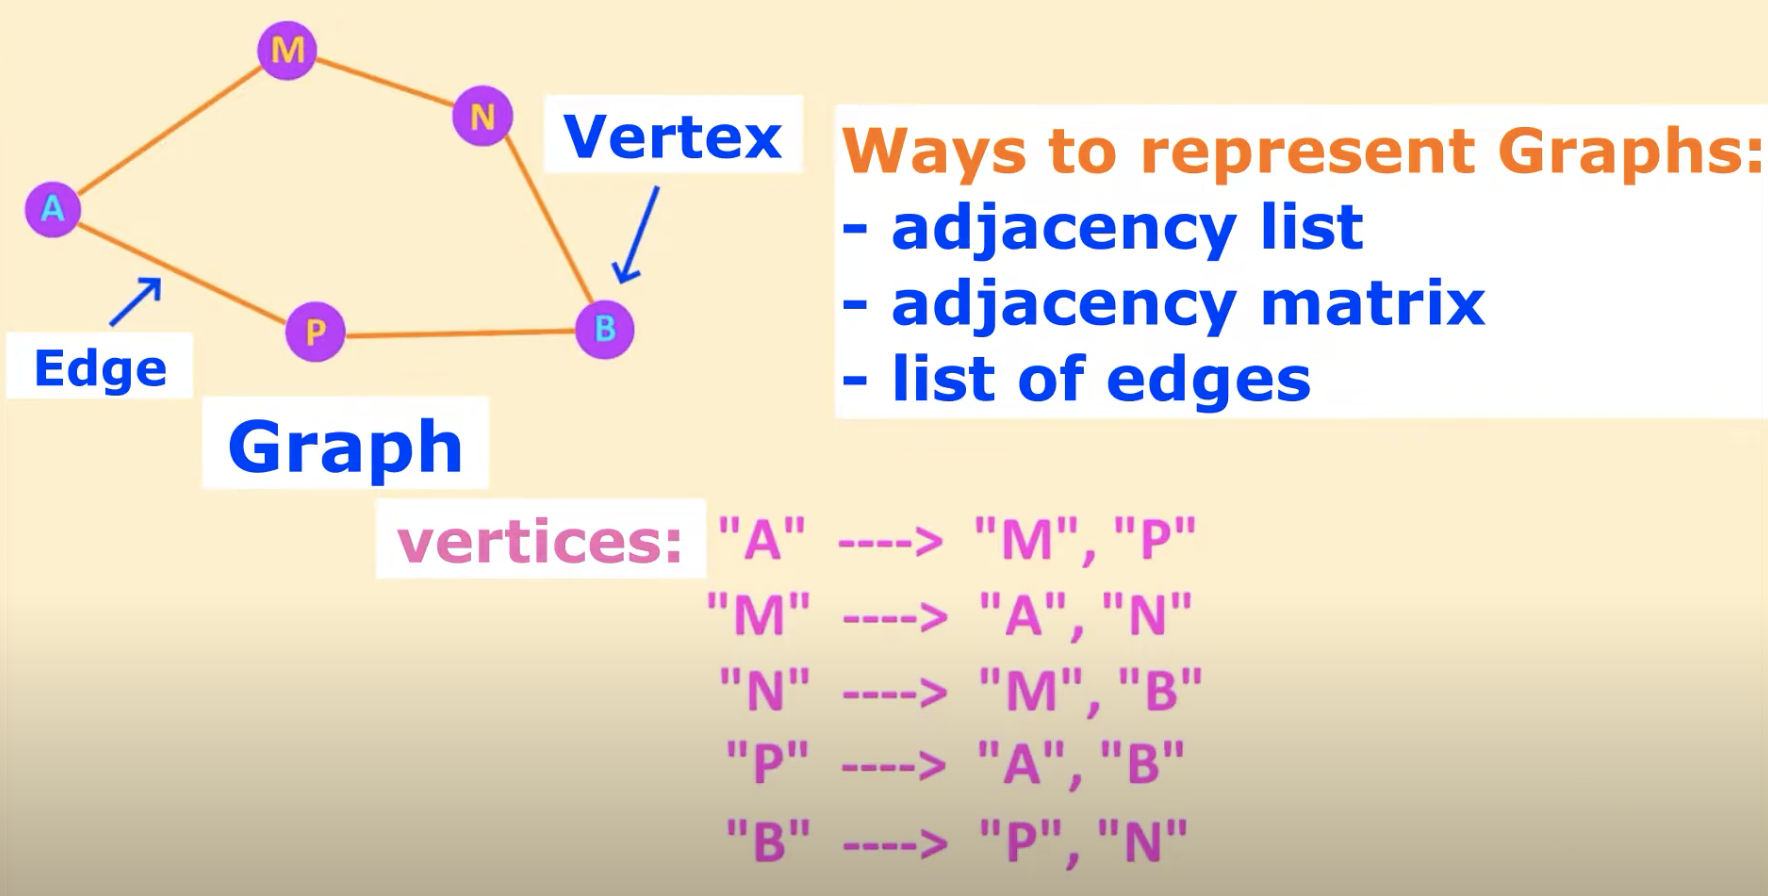 M
N
Vertex
A
P
B
Edge
Graph
Ways to represent Graphs:
- adjacency list
- adjacency matrix
- list of edges
vertices: "A" ----> "M", "P"
"M" ----> "A", "N"
"N" ----> "M", "B"
"P" ----> "A", "B"
"B" ----> "P", "N"